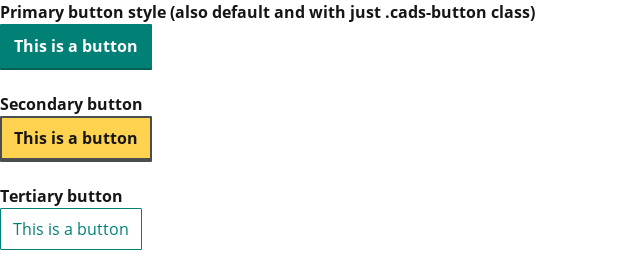 Primary button style (also default and with just .cads-button class)
This is a button
Secondary button
This is a button
Tertiary button
This is a button